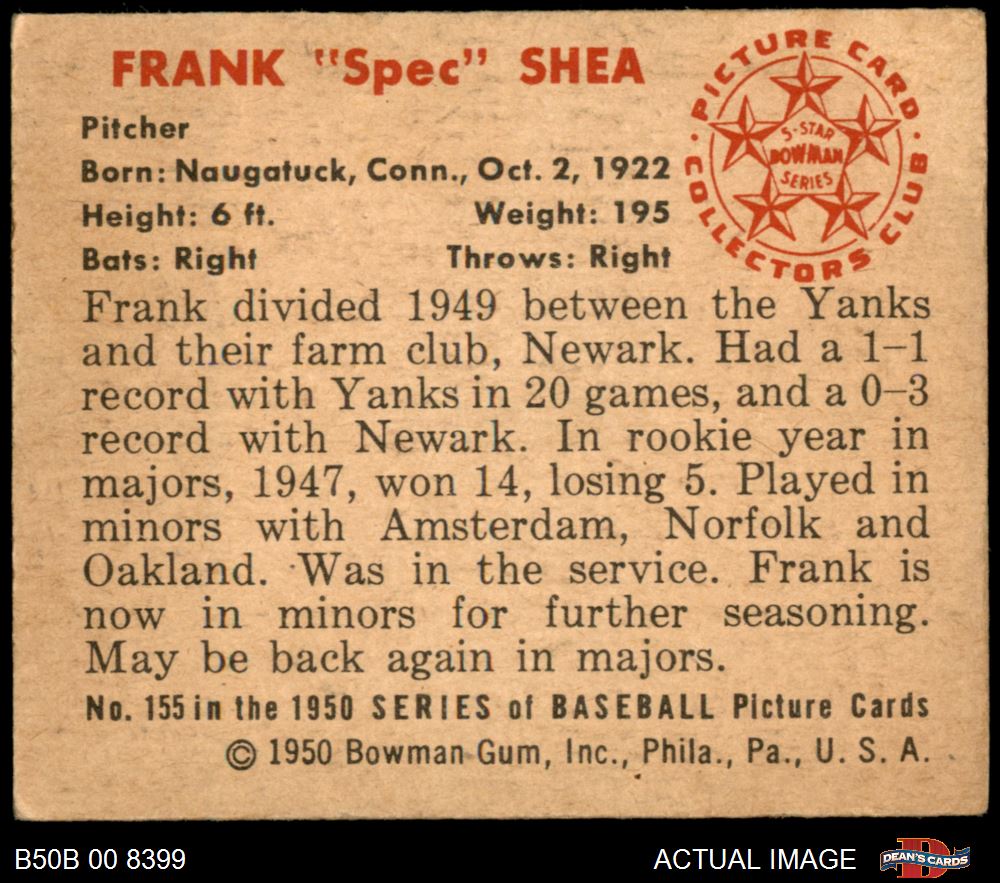 FRANK "Spec" SHEA
PICTURE CARD
COLLECTORS CLUB
5-STAR
BOWMAN
SERIES
Pitcher
Born: Naugatuck, Conn., Oct. 2, 1922
Height: 6 ft. Weight: 195
Bats: Right Throws: Right
Frank divided 1949 between the Yanks
and their farm club, Newark. Had a 1–1
record with Yanks in 20 games, and a 0–3
record with Newark. In rookie year in
majors, 1947, won 14, losing 5. Played in
minors with Amsterdam, Norfolk and
Oakland. Was in the service. Frank is
now in minors for further seasoning.
May be back again in majors.
No. 155 in the 1950 SERIES of BASEBALL Picture Cards
© 1950 Bowman Gum, Inc., Phila., Pa., U. S. A.
B50B 00 8399 ACTUAL IMAGE DEAN'S CARDS